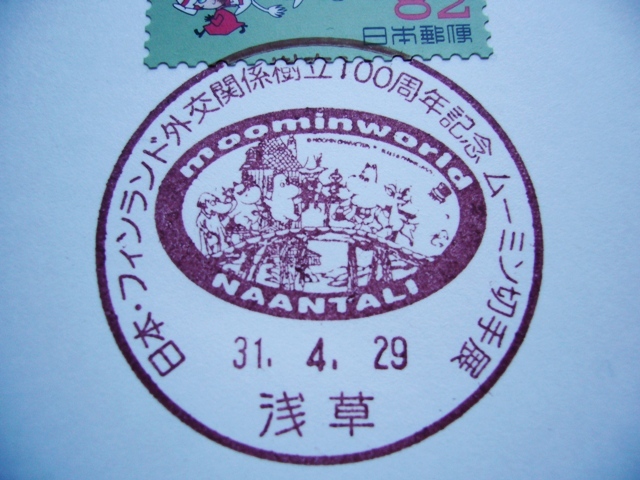 82
日本郵便
日本・フィンランド外交関係樹立100周年記念 ムーミン切手展
moominworld
NAANTALI
31. 4. 29
浅草